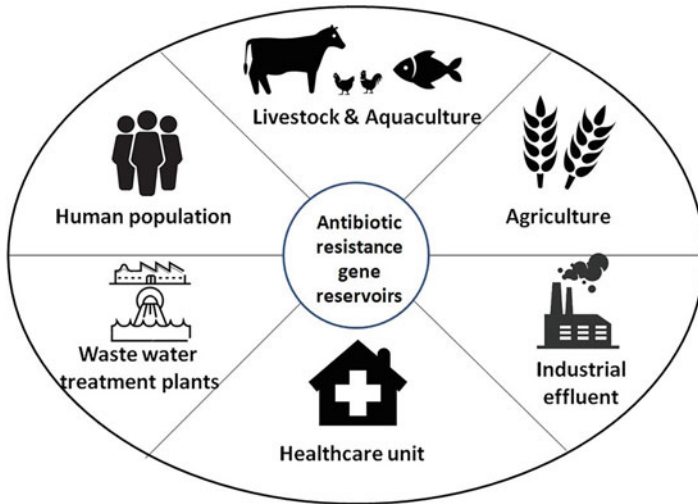 Livestock & Aquaculture
Human population
Agriculture
Antibiotic
resistance
gene
reservoirs
Waste water
treatment plants
Industrial
effluent
Healthcare unit